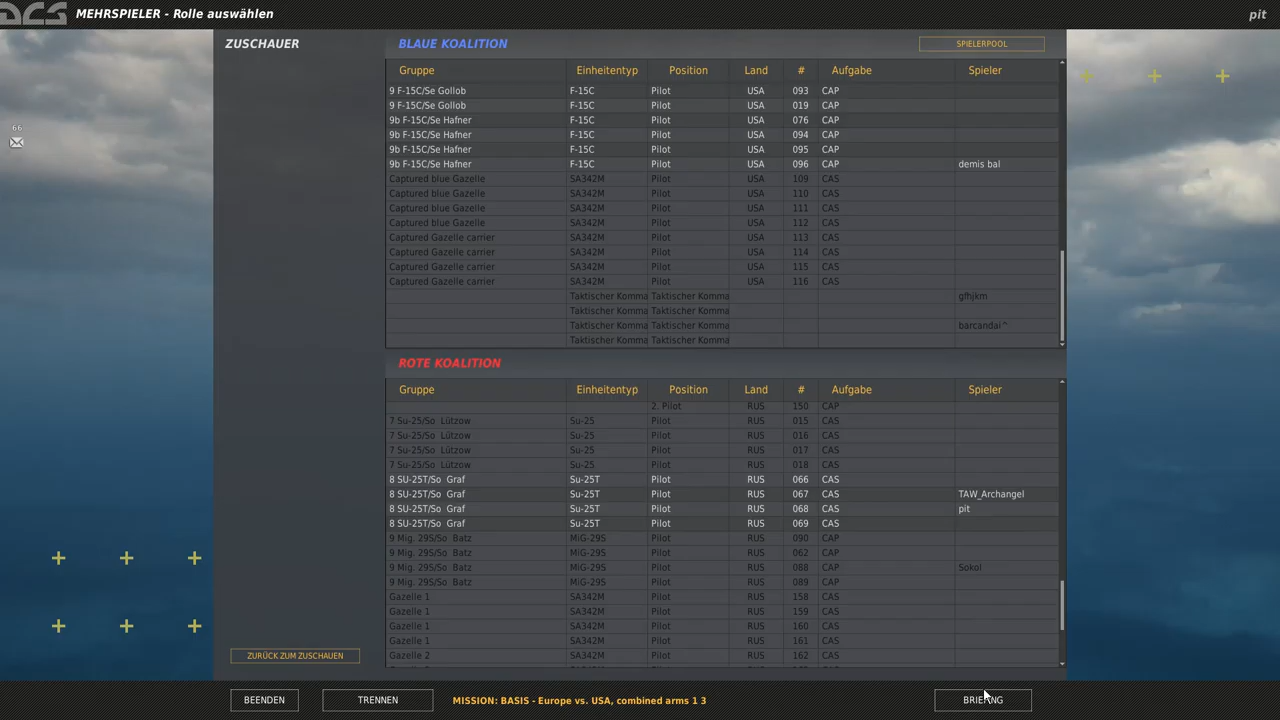 DCS MEHRSPIELER - Rolle auswählen pit
ZUSCHAUER BLAUE KOALITION SPIELERPOOL
Gruppe Einheitentyp Position Land # Aufgabe Spieler
9 F-15C/Se Gollob F-15C Pilot USA 093 CAP
9 F-15C/Se Gollob F-15C Pilot USA 019 CAP
9b F-15C/Se Hafner F-15C Pilot USA 076 CAP
9b F-15C/Se Hafner F-15C Pilot USA 094 CAP
9b F-15C/Se Hafner F-15C Pilot USA 095 CAP
9b F-15C/Se Hafner F-15C Pilot USA 096 CAP demis bal
Captured blue Gazelle SA342M Pilot USA 109 CAS
Captured blue Gazelle SA342M Pilot USA 110 CAS
Captured blue Gazelle SA342M Pilot USA 111 CAS
Captured blue Gazelle SA342M Pilot USA 112 CAS
Captured Gazelle carrier SA342M Pilot USA 113 CAS
Captured Gazelle carrier SA342M Pilot USA 114 CAS
Captured Gazelle carrier SA342M Pilot USA 115 CAS
Captured Gazelle carrier SA342M Pilot USA 116 CAS
Taktischer Komma Taktischer Komma gfhjkm
Taktischer Komma Taktischer Komma
Taktischer Komma Taktischer Komma barcandai^
Taktischer Komma Taktischer Komma
66
ROTE KOALITION
Gruppe Einheitentyp Position Land # Aufgabe Spieler
2. Pilot RUS 150 CAP
7 Su-25/So Lützow Su-25 Pilot RUS 015 CAS
7 Su-25/So Lützow Su-25 Pilot RUS 016 CAS
7 Su-25/So Lützow Su-25 Pilot RUS 017 CAS
7 Su-25/So Lützow Su-25 Pilot RUS 018 CAS
8 SU-25T/So Graf Su-25T Pilot RUS 066 CAS
8 SU-25T/So Graf Su-25T Pilot RUS 067 CAS TAW_Archangel
8 SU-25T/So Graf Su-25T Pilot RUS 068 CAS pit
8 SU-25T/So Graf Su-25T Pilot RUS 069 CAS
9 Mig. 29S/So Batz MiG-29S Pilot RUS 090 CAP
9 Mig. 29S/So Batz MiG-29S Pilot RUS 062 CAP
9 Mig. 29S/So Batz MiG-29S Pilot RUS 088 CAP Sokol
9 Mig. 29S/So Batz MiG-29S Pilot RUS 089 CAP
Gazelle 1 SA342M Pilot RUS 158 CAS
Gazelle 1 SA342M Pilot RUS 159 CAS
Gazelle 1 SA342M Pilot RUS 160 CAS
Gazelle 1 SA342M Pilot RUS 161 CAS
Gazelle 2 SA342M Pilot RUS 162 CAS
ZURÜCK ZUM ZUSCHAUEN
BEENDEN TRENNEN MISSION: BASIS - Europe vs. USA, combined arms 1 3 BRIEFING